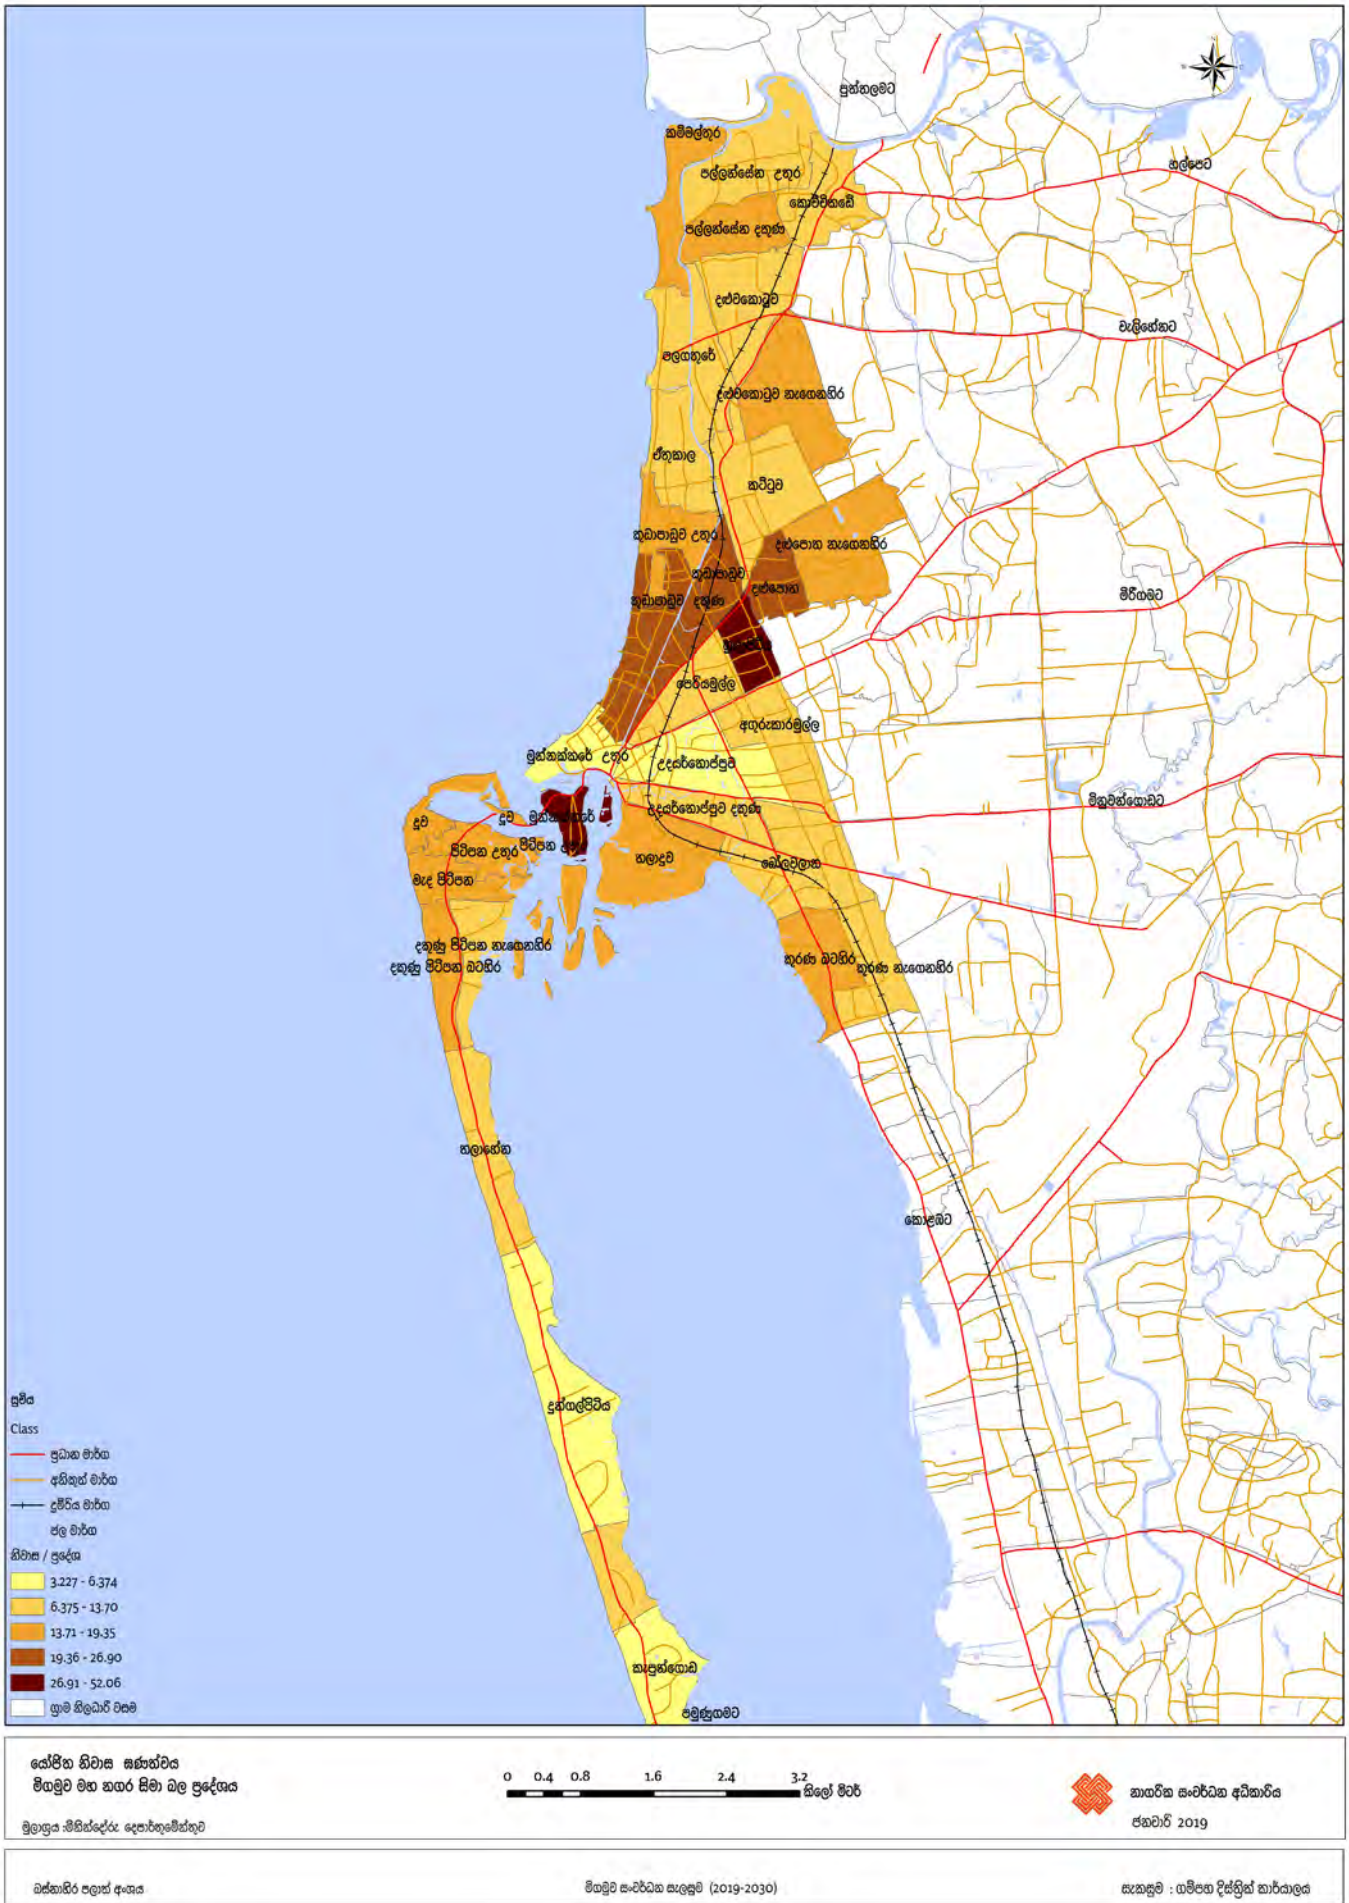 පුත්තලමට
කම්මල්තුර
හල්පෙට
පල්ලන්සේන උතුර
කොච්චිකඩේ
පල්ලන්සේන දකුණ
දළුවකොටුව
වැලිහේනට
පලගතුරේ
දළුවකොටුව නැගෙනහිර
ඒතුකාල
කට්ටුව
කුඩාපාඩුව උතුර
දළුපොත නැගෙනහිර
කුඩාපාඩුව
දළුපොත
මීරිගමට
කුඩාපාඩුව දකුණ
පෙරියමුල්ල
අගුරුකාරමුල්ල
මුන්නක්කරේ උතුර
උදයර්තොප්පුව
මිනුවන්ගොඩට
උදයර්තොප්පුව දකුණ
දූව
දූව
මුන්නක්කරේ
පිටිපන උතුර
පිටිපන
තලාදූව
බෝලවලාන
මැද පිටිපන
දකුණු පිටිපන නැගෙනහිර
දකුණු පිටිපන බටහිර
කුරණ බටහිර
කුරණ නැගෙනහිර
තලාහේන
කොළඹට
දුන්ගල්පිටිය
කැපුන්ගොඩ
පමුණුගමට
සූචිය
Class
ප්‍රධාන මාර්ග
අනිකුත් මාර්ග
දුම්රිය මාර්ග
ජල මාර්ග
නිවාස / ප්‍රදේශ
3.227 - 6.374
6.375 - 13.70
13.71 - 19.35
19.36 - 26.90
26.91 - 52.06
ග්‍රාම නිලධාරී වසම
යෝජිත නිවාස ඝණත්වය
මීගමුව මහ නගර සීමා බල ප්‍රදේශය
මූලාශ්‍රය :මිනින්දෝරු දෙපාර්තුමේන්තුව
0 0.4 0.8 1.6 2.4 3.2
කිලෝ මීටර්
නාගරික සංවර්ධන අධිකාරිය
ජනවාරි 2019
බස්නාහිර පලාත් අංශය
මීගමුව සංවර්ධන සැලසුම (2019-2030)
සැකසුම : ගම්පහ දිස්ත්‍රික් කාර්යාලය